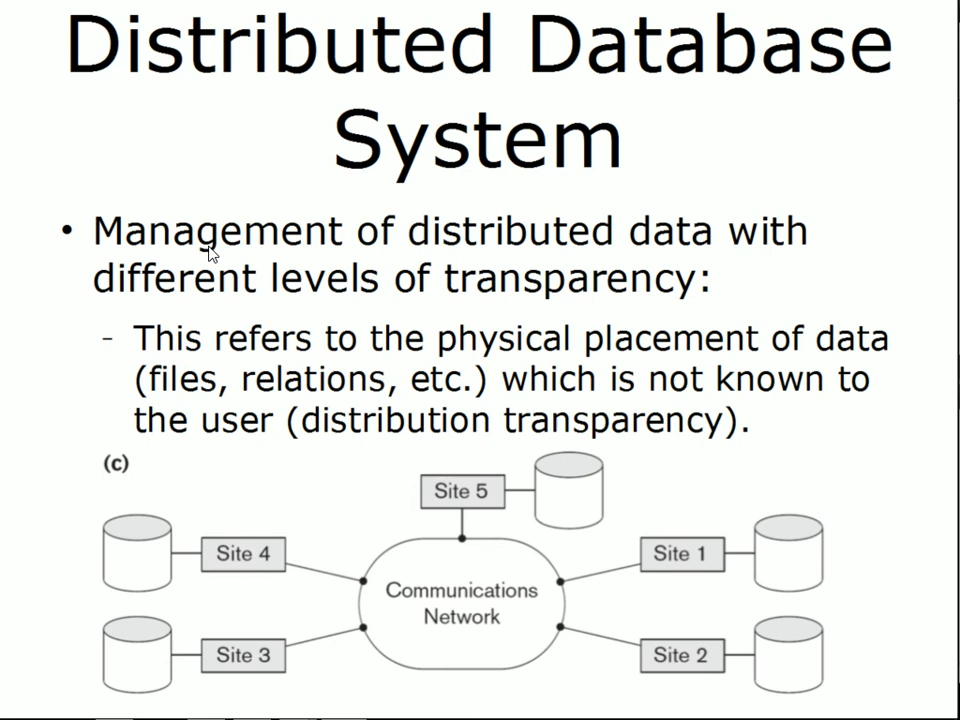 Distributed Database
System
• Management of distributed data with
different levels of transparency:
– This refers to the physical placement of data
(files, relations, etc.) which is not known to
the user (distribution transparency).
(c)
Site 5
Site 4
Site 1
Communications
Network
Site 3
Site 2